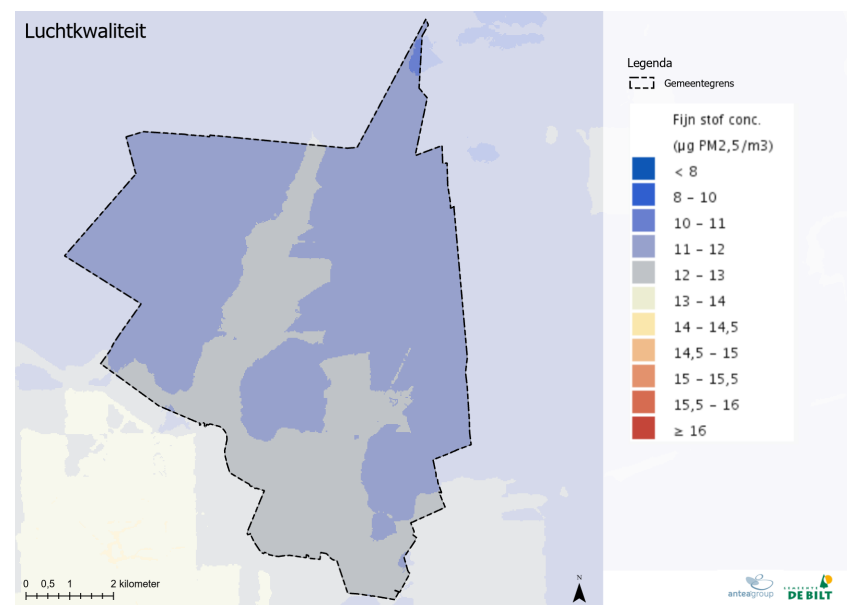 Luchtkwaliteit
Legenda
Gemeentegrens
Fijn stof conc.
(µg PM2,5/m3)
< 8
8 – 10
10 – 11
11 – 12
12 – 13
13 – 14
14 – 14,5
14,5 – 15
15 – 15,5
15,5 – 16
≥ 16
0 0,5 1 2 kilometer
N
anteagroup
GEMEENTE
DE BILT